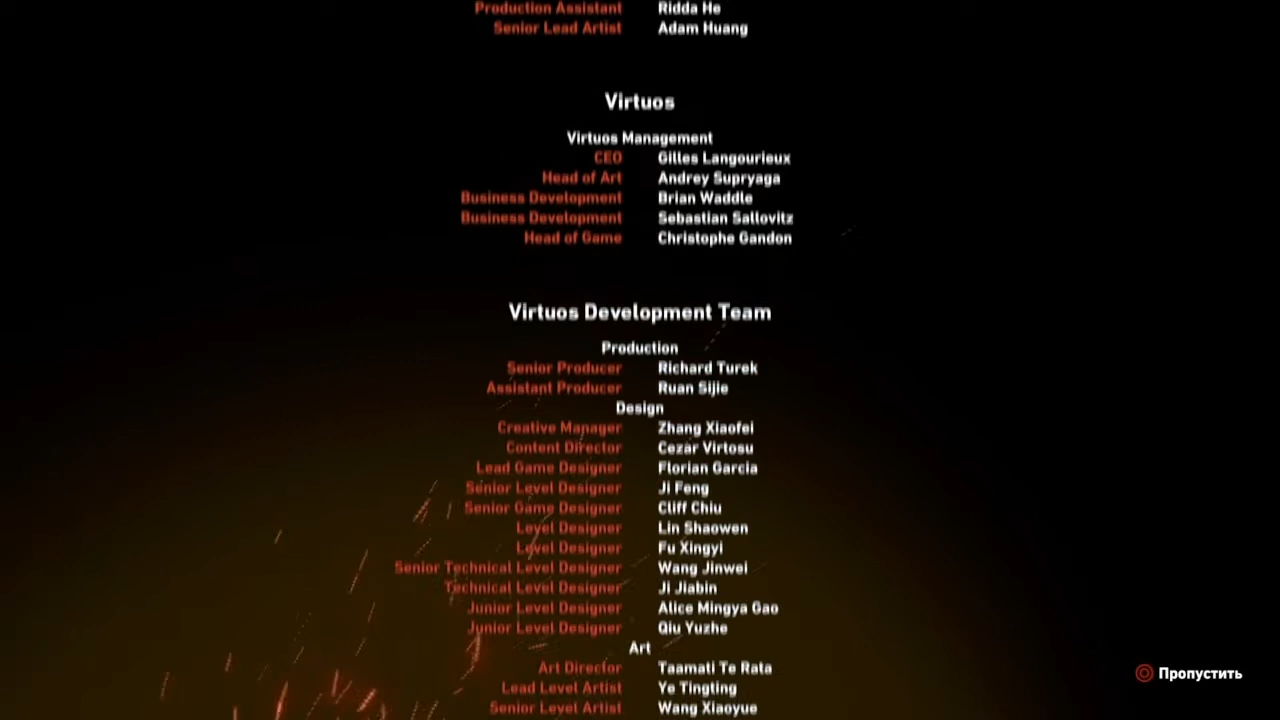 Production Assistant Ridda He
Senior Lead Artist Adam Huang
Virtuos
Virtuos Management
CEO Gilles Langourieux
Head of Art Andrey Supryaga
Business Development Brian Waddle
Business Development Sebastian Sallovitz
Head of Game Christophe Gandon
Virtuos Development Team
Production
Senior Producer Richard Turek
Assistant Producer Ruan Sijie
Design
Creative Manager Zhang Xiaofei
Content Director Cezar Virtosu
Lead Game Designer Florian Garcia
Senior Level Designer Ji Feng
Senior Game Designer Cliff Chiu
Level Designer Lin Shaowen
Level Designer Fu Xingyi
Senior Technical Level Designer Wang Jinwei
Technical Level Designer Ji Jiabin
Junior Level Designer Alice Mingya Gao
Junior Level Designer Qiu Yuzhe
Art
Art Director Taamati Te Rata
Lead Level Artist Ye Tingting
Senior Level Artist Wang Xiaoyue
Пропустить